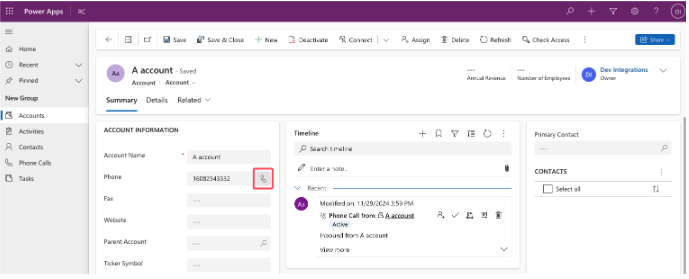 Power Apps RC DI
Save Save & Close New Deactivate Connect Assign Delete Refresh Check Access Share
Home
Recent
Pinned
New Group
Accounts
Activities
Contacts
Phone Calls
Tasks
Aa A account - Saved
Account · Account
--- Annual Revenue
--- Number of Employees
DI Dev Integrations
Owner
Summary Details Related
ACCOUNT INFORMATION
Account Name * A account
Phone 16082543332
Fax ---
Website ---
Parent Account ---
Ticker Symbol ---
Timeline
Search timeline
Enter a note...
Recent
Aa Modified on: 11/29/2024 3:59 PM
Phone Call from: A account
Active
Inbound from A account
View more
Primary Contact
---
CONTACTS
Select all